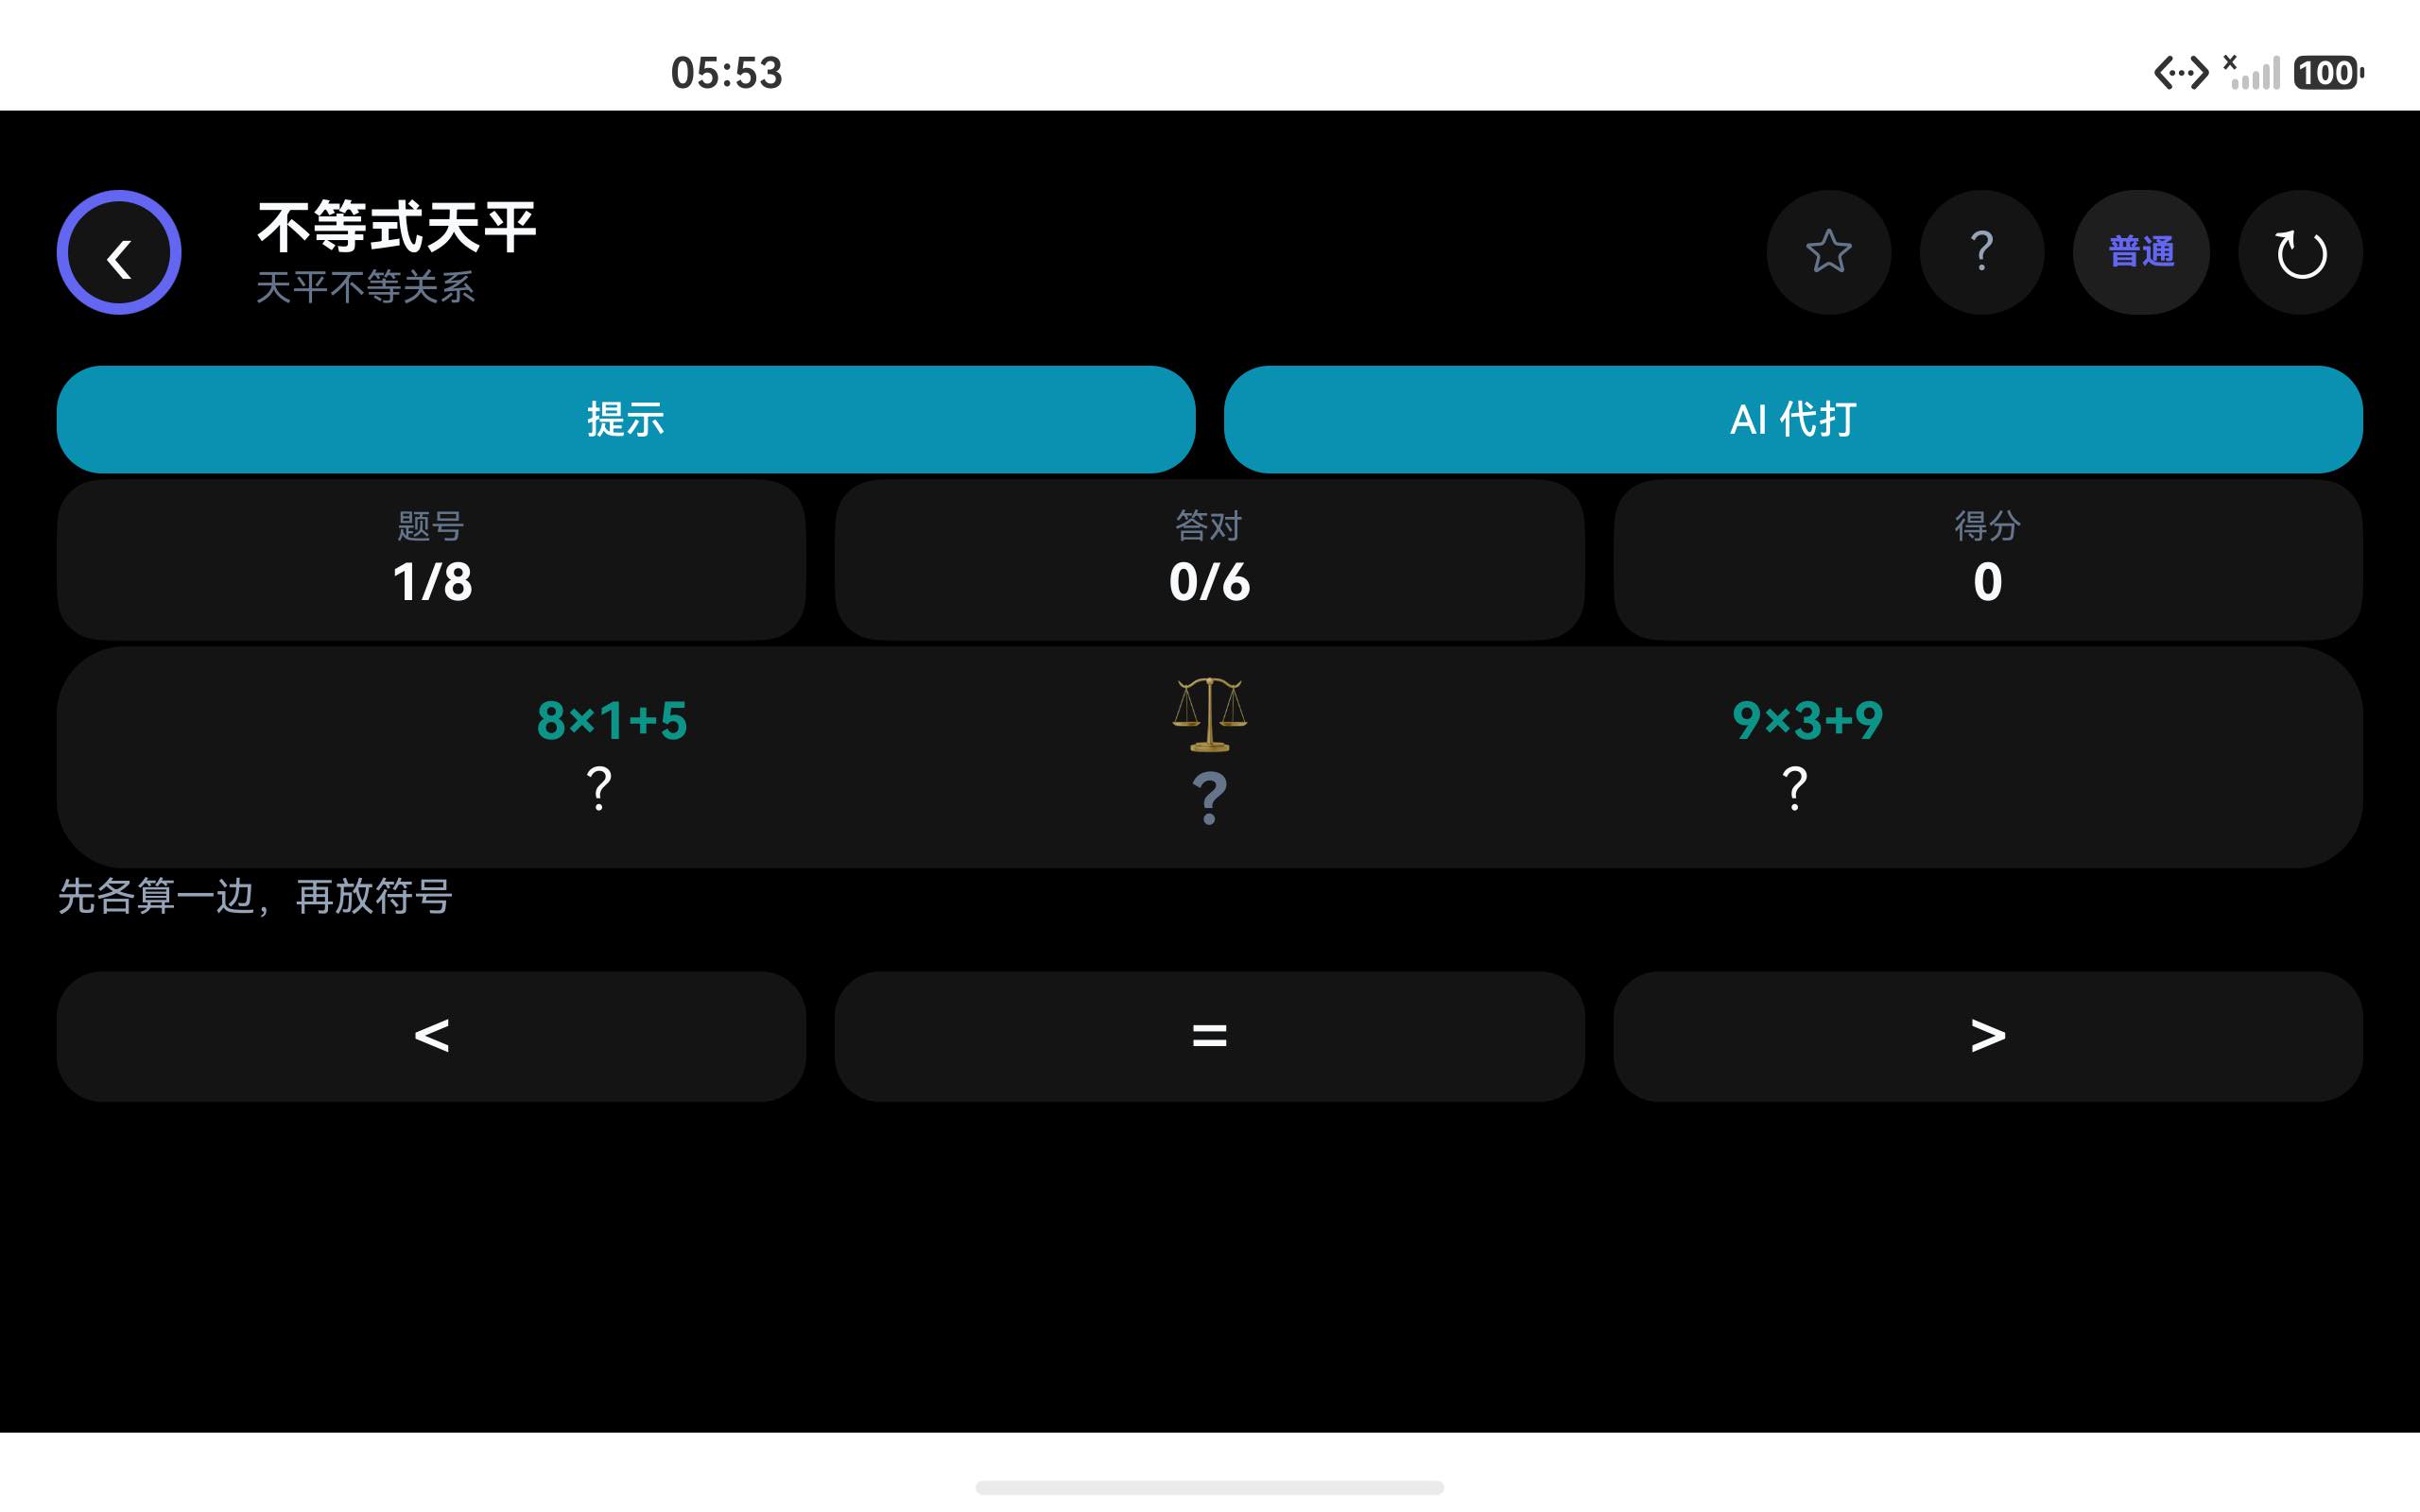 05:53
100
不等式天平
天平不等关系
?
普通
提示
AI 代打
题号
1/8
答对
0/6
得分
0
8×1+5
?
?
9×3+9
?
先各算一边，再放符号
<
=
>